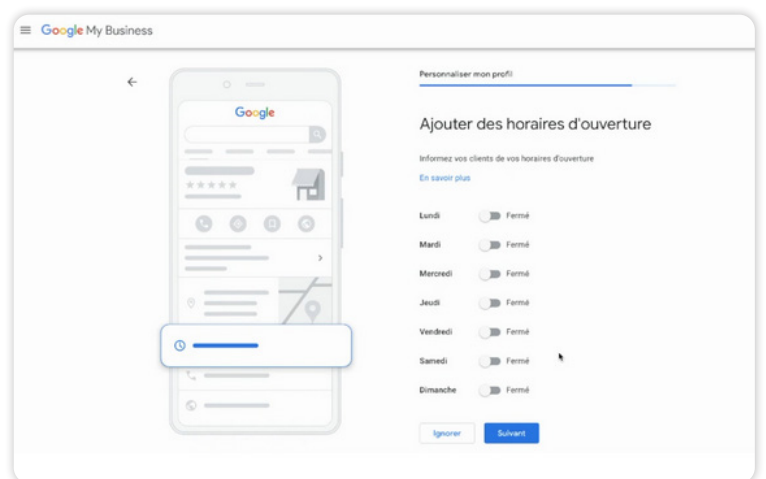 Google My Business
Google
Personnaliser mon profil
Ajouter des horaires d'ouverture
Informez vos clients de vos horaires d'ouverture
En savoir plus
Lundi Fermé
Mardi Fermé
Mercredi Fermé
Jeudi Fermé
Vendredi Fermé
Samedi Fermé
Dimanche Fermé
Ignorer Suivant